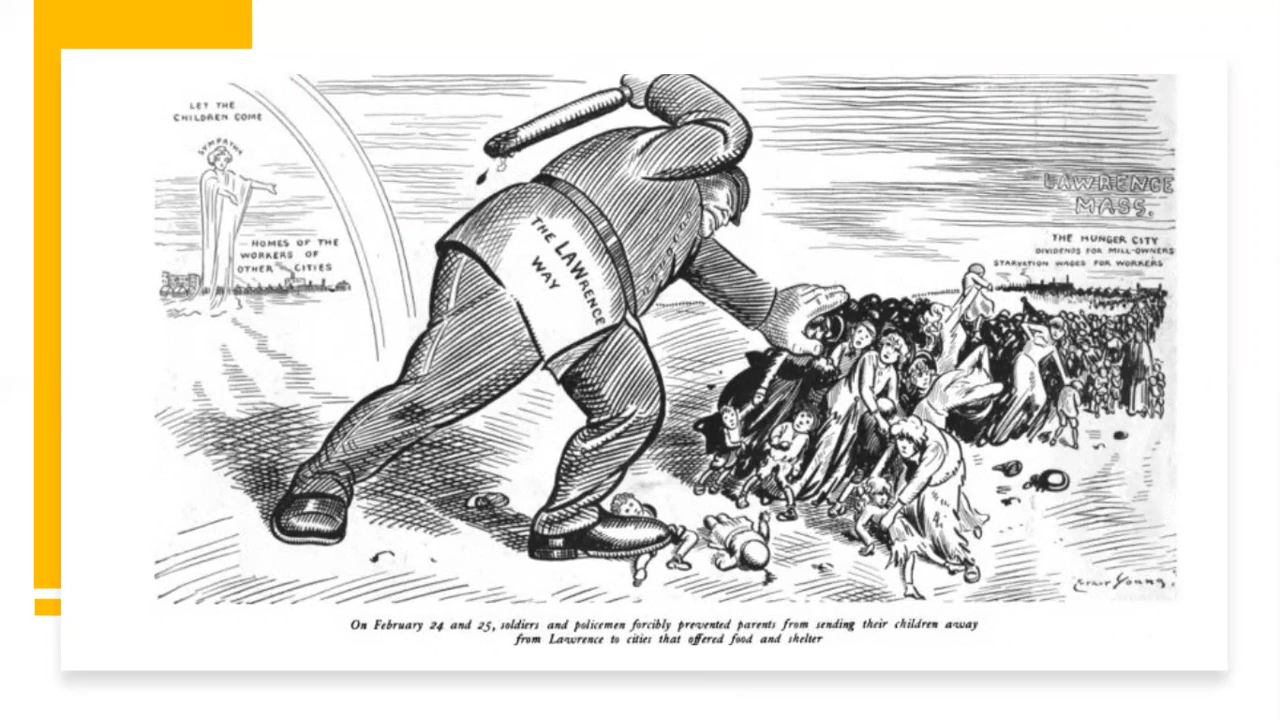 LET THE
CHILDREN COME
SYMPATHY
HOMES OF THE
WORKERS OF
OTHER CITIES
THE LAWRENCE
WAY
LAWRENCE
MASS.
THE HUNGER CITY
DIVIDENDS FOR MILL-OWNERS
STARVATION WAGES FOR WORKERS
Young.
On February 24 and 25, soldiers and policemen forcibly prevented parents from sending their children away
from Lawrence to cities that offered food and shelter